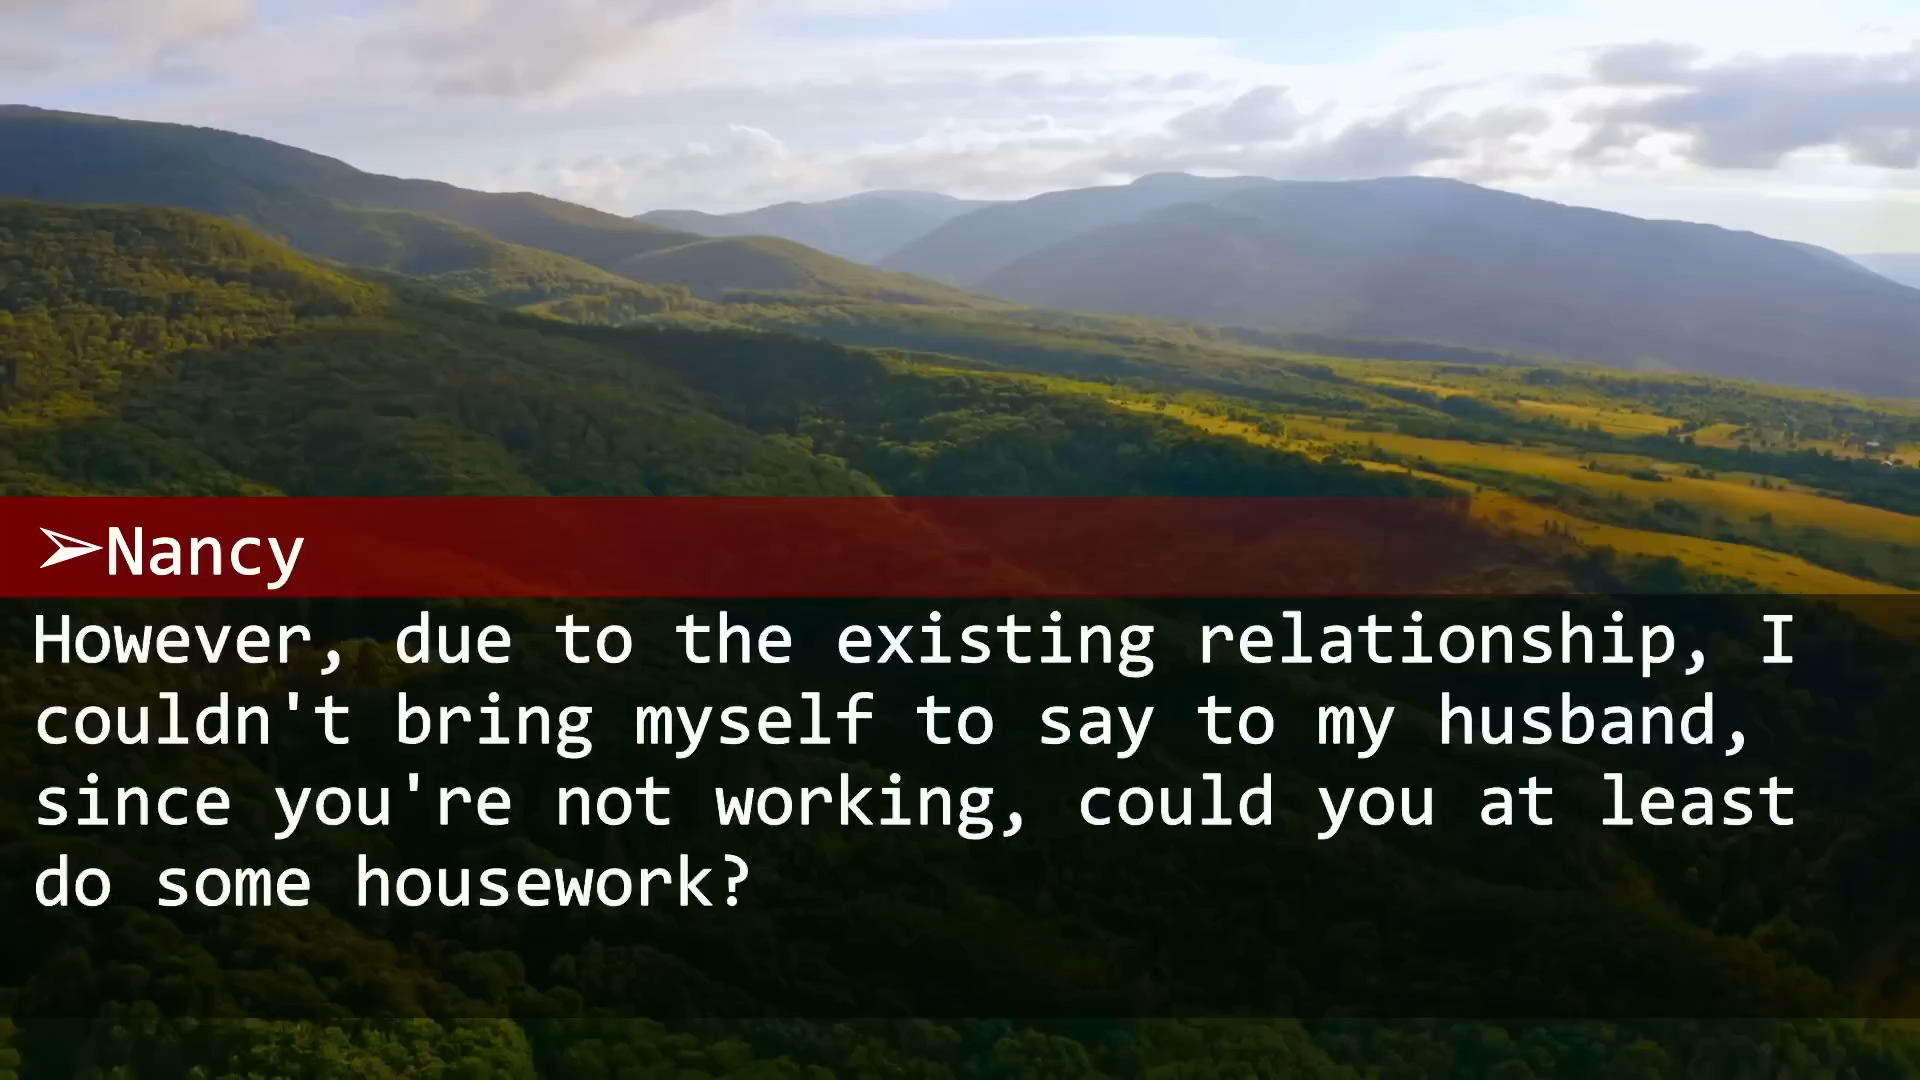 ➢Nancy
However, due to the existing relationship, I
couldn't bring myself to say to my husband,
since you're not working, could you at least
do some housework?